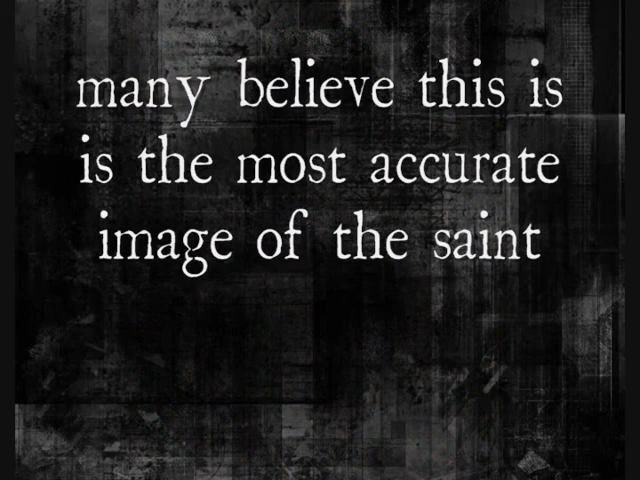 many believe this is
is the most accurate
image of the saint